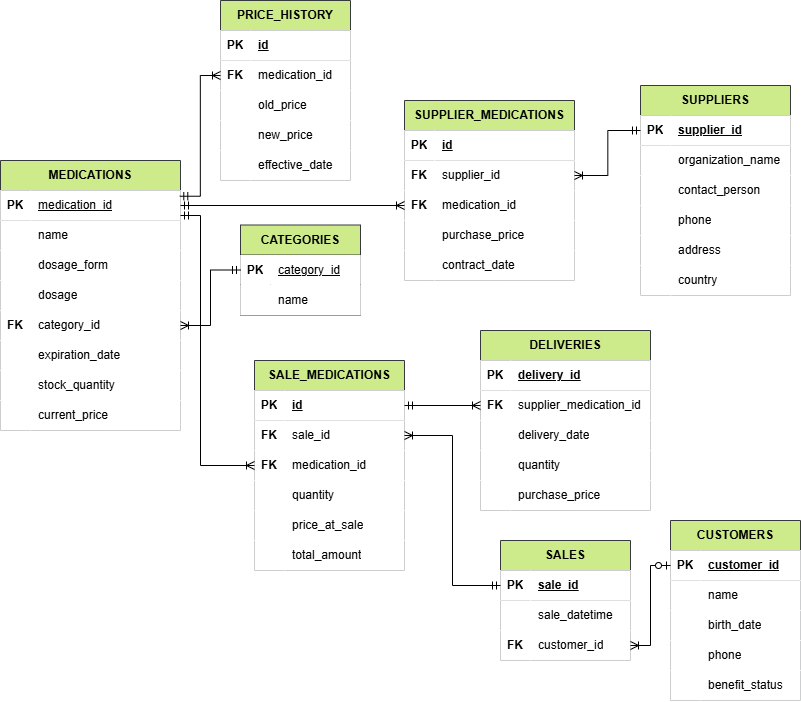 PRICE_HISTORY
PK id
FK medication_id
old_price
new_price
effective_date
SUPPLIERS
PK supplier_id
organization_name
contact_person
phone
address
country
SUPPLIER_MEDICATIONS
PK id
FK supplier_id
FK medication_id
purchase_price
contract_date
MEDICATIONS
PK medication_id
name
dosage_form
dosage
FK category_id
expiration_date
stock_quantity
current_price
CATEGORIES
PK category_id
name
DELIVERIES
PK delivery_id
FK supplier_medication_id
delivery_date
quantity
purchase_price
SALE_MEDICATIONS
PK id
FK sale_id
FK medication_id
quantity
price_at_sale
total_amount
SALES
PK sale_id
sale_datetime
FK customer_id
CUSTOMERS
PK customer_id
name
birth_date
phone
benefit_status